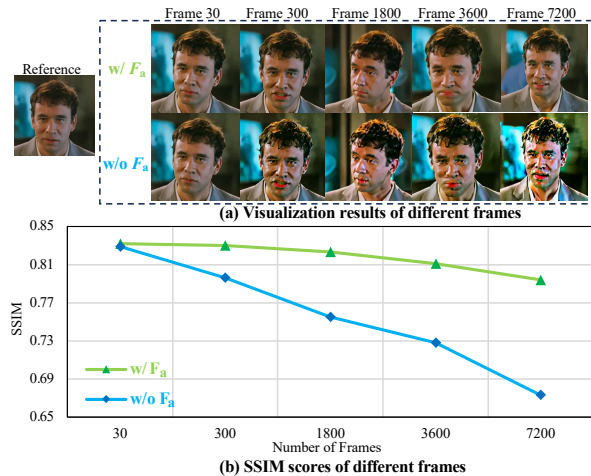 Frame 30 Frame 300 Frame 1800 Frame 3600 Frame 7200
Reference
w/ Fa
w/o Fa
(a) Visualization results of different frames
0.85
0.81
0.77
0.73
0.69
0.65
SSIM
w/ Fa
w/o Fa
30 300 1800 3600 7200
Number of Frames
(b) SSIM scores of different frames